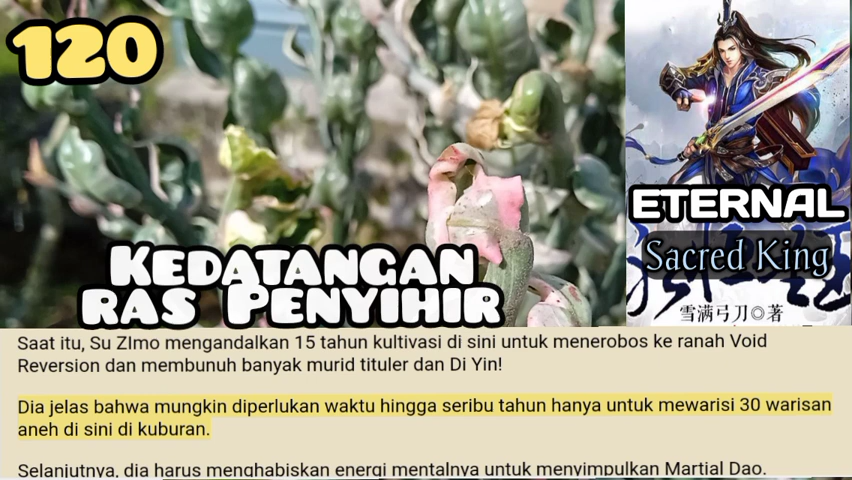 120
KEDATANGAN
RAS PENYIHIR
ETERNAL
Sacred King
雪满弓刀◎著
Saat itu, Su ZImo mengandalkan 15 tahun kultivasi di sini untuk menerobos ke ranah Void
Reversion dan membunuh banyak murid tituler dan Di Yin!
Dia jelas bahwa mungkin diperlukan waktu hingga seribu tahun hanya untuk mewarisi 30 warisan
aneh di sini di kuburan.
Selanjutnya, dia harus menghabiskan energi mentalnya untuk menyimpulkan Martial Dao.